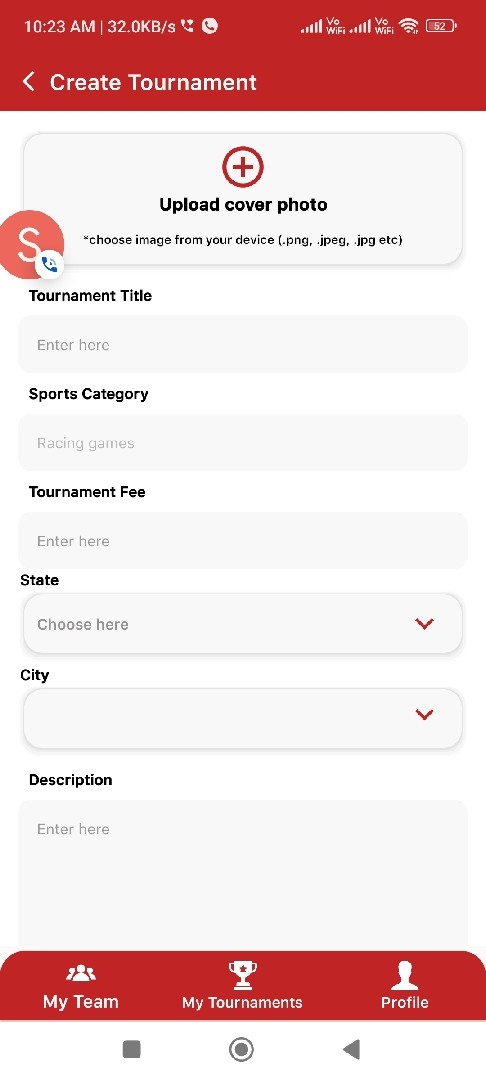 10:23 AM | 32.0KB/s
Vo
WiFi
Vo
WiFi
52
Create Tournament
Upload cover photo
*choose image from your device (.png, .jpeg, .jpg etc)
S
Tournament Title
Enter here
Sports Category
Racing games
Tournament Fee
Enter here
State
Choose here
City
Description
Enter here
My Team
My Tournaments
Profile